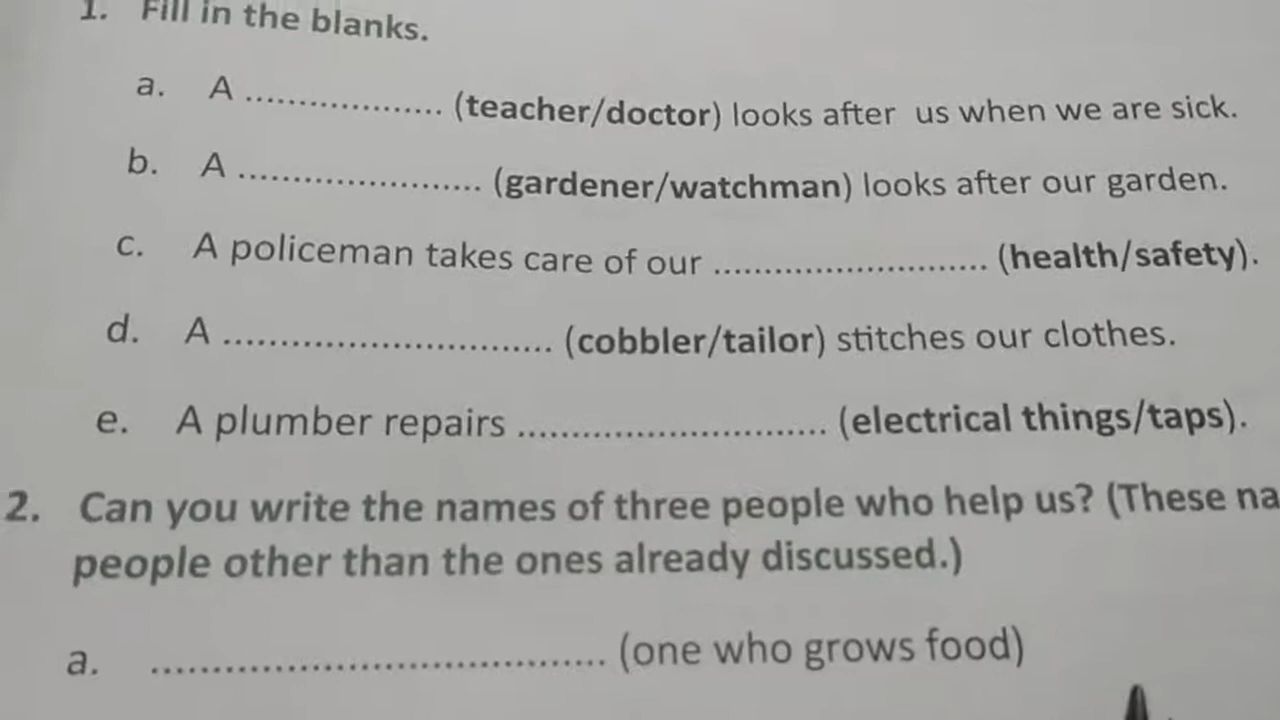 1. Fill in the blanks.
a. A .................. (teacher/doctor) looks after us when we are sick.
b. A ...................... (gardener/watchman) looks after our garden.
c. A policeman takes care of our ......................... (health/safety).
d. A ............................. (cobbler/tailor) stitches our clothes.
e. A plumber repairs ........................... (electrical things/taps).
2. Can you write the names of three people who help us? (These na
people other than the ones already discussed.)
a. ...................................... (one who grows food)